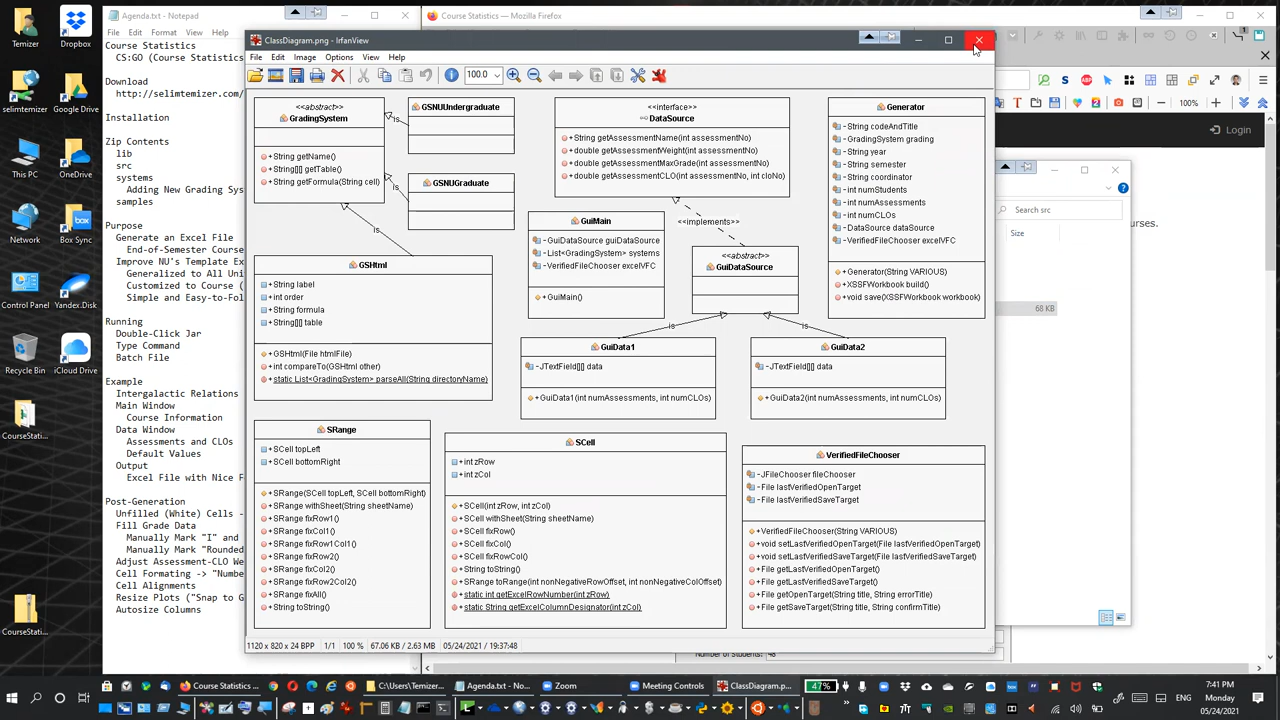 Temizer
Dropbox
selimtemizer
Google Drive
This PC
OneDrive
Network
Box Sync
Control Panel
Yandex.Disk
Recycle Bin
iCloud Drive
CourseStati...
CourseStati...
Agenda.txt - Notepad
File Edit Format View Help
Course Statistics
CS:GO (Course Statistics
Download
http://selimtemizer.com/
Installation
Zip Contents
lib
src
systems
Adding New Grading Sys
samples
Purpose
Generate an Excel File
End-of-Semester Course
Improve NU's Template Ex
Generalized to All Uni
Customized to Course (
Simple and Easy-to-Fol
Running
Double-Click Jar
Type Command
Batch File
Example
Intergalactic Relations
Main Window
Course Information
Data Window
Assessments and CLOs
Default Values
Output
Excel File with Nice F
Post-Generation
Unfilled (White) Cells -
Fill Grade Data
Manually Mark "I" and
Manually Mark "Rounded
Adjust Assessment-CLO We
Cell Formating -> "Numbe
Cell Alignments
Resize Plots ("Snap to G
Autosize Columns
Course Statistics — Mozilla Firefox
100%
Login
Search src
Size
urses.
68 KB
Number of Students: 48
ClassDiagram.png - IrfanView
File Edit Image Options View Help
100.0
<<abstract>>
GradingSystem
+String getName()
+String[][] getTable()
+String getFormula(String cell)
GSNUUndergraduate
is
GSNUGraduate
is
is
GSHtml
+String label
+int order
+String formula
+String[][] table
+GSHtml(File htmlFile)
+int compareTo(GSHtml other)
+static List<GradingSystem> parseAll(String directoryName)
<<interface>>
DataSource
+String getAssessmentName(int assessmentNo)
+double getAssessmentWeight(int assessmentNo)
+double getAssessmentMaxGrade(int assessmentNo)
+double getAssessmentCLO(int assessmentNo, int cloNo)
GuiMain
-GuiDataSource guiDataSource
-List<GradingSystem> systems
-VerifiedFileChooser excelVFC
+GuiMain()
<<implements>>
<<abstract>>
GuiDataSource
is
is
GuiData1
-JTextField[][] data
+GuiData1(int numAssessments, int numCLOs)
GuiData2
-JTextField[][] data
+GuiData2(int numAssessments, int numCLOs)
Generator
-String codeAndTitle
-GradingSystem grading
-String year
-String semester
-String coordinator
-int numStudents
-int numAssessments
-int numCLOs
-DataSource dataSource
-VerifiedFileChooser excelVFC
+Generator(String VARIOUS)
+XSSFWorkbook build()
+void save(XSSFWorkbook workbook)
SRange
+SCell topLeft
+SCell bottomRight
+SRange(SCell topLeft, SCell bottomRight)
+SRange withSheet(String sheetName)
+SRange fixRow1()
+SRange fixCol1()
+SRange fixRow1Col1()
+SRange fixRow2()
+SRange fixCol2()
+SRange fixRow2Col2()
+SRange fixAll()
+String toString()
SCell
+int zRow
+int zCol
+SCell(int zRow, int zCol)
+SCell withSheet(String sheetName)
+SCell fixRow()
+SCell fixCol()
+SCell fixRowCol()
+String toString()
+SRange toRange(int nonNegativeRowOffset, int nonNegativeColOffset)
+static int getExcelRowNumber(int zRow)
+static String getExcelColumnDesignator(int zCol)
VerifiedFileChooser
-JFileChooser fileChooser
-File lastVerifiedOpenTarget
-File lastVerifiedSaveTarget
+VerifiedFileChooser(String VARIOUS)
+void setLastVerifiedOpenTarget(File lastVerifiedOpenTarget)
+void setLastVerifiedSaveTarget(File lastVerifiedSaveTarget)
+File getLastVerifiedOpenTarget()
+File getLastVerifiedSaveTarget()
+File getOpenTarget(String title, String errorTitle)
+File getSaveTarget(String title, String confirmTitle)
1120 x 820 x 24 BPP 1/1 100 % 67.06 KB / 2.63 MB 05/24/2021 / 19:37:48
Course Statistics ...
C:\Users\Temizer...
Agenda.txt - No...
Zoom
Meeting Controls
ClassDiagram.p...
47%
ENG
7:41 PM
Monday
05/24/2021